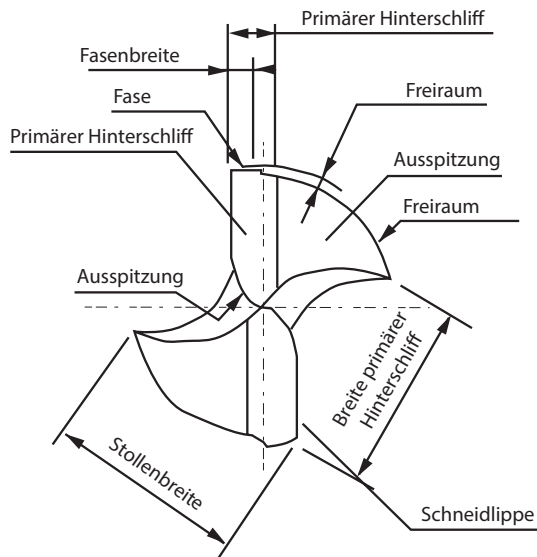 Primärer Hinterschliff
Fasenbreite
Fase
Freiraum
Primärer Hinterschliff
Ausspitzung
Freiraum
Ausspitzung
Breite primärer
Hinterschliff
Stollenbreite
Schneidlippe